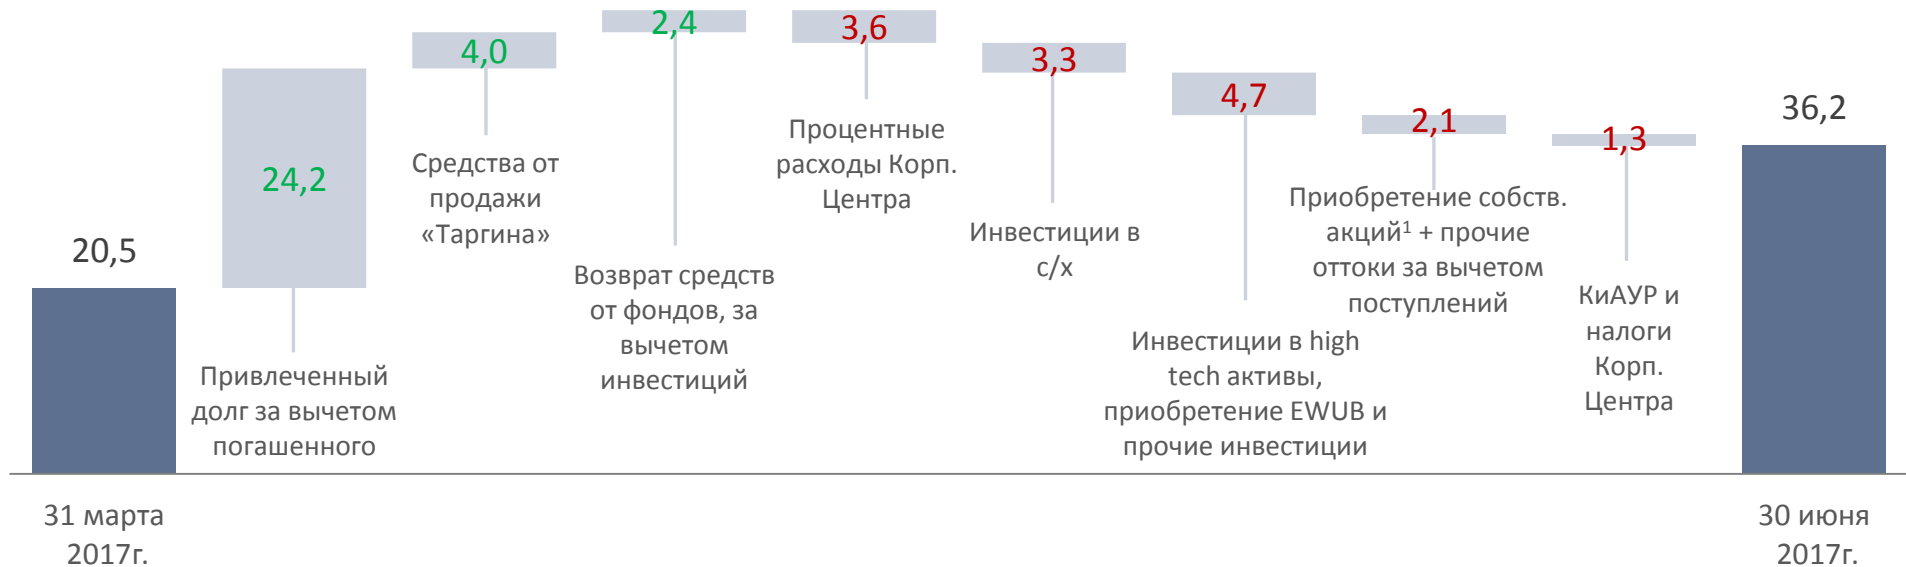 20,5
31 марта
2017г.
24,2
Привлеченный
долг за вычетом
погашенного
4,0
Средства от
продажи
«Таргина»
2,4
Возврат средств
от фондов, за
вычетом
инвестиций
3,6
Процентные
расходы Корп.
Центра
3,3
Инвестиции в
с/х
4,7
Инвестиции в high
tech активы,
приобретение EWUB и
прочие инвестиции
2,1
Приобретение собств.
акций¹ + прочие
оттоки за вычетом
поступлений
1,3
КиАУР и
налоги
Корп.
Центра
36,2
30 июня
2017г.